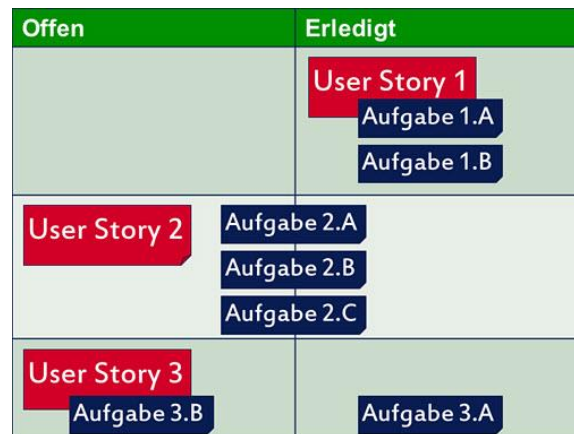 Offen
Erledigt
User Story 1
Aufgabe 1.A
Aufgabe 1.B
User Story 2
Aufgabe 2.A
Aufgabe 2.B
Aufgabe 2.C
User Story 3
Aufgabe 3.B
Aufgabe 3.A